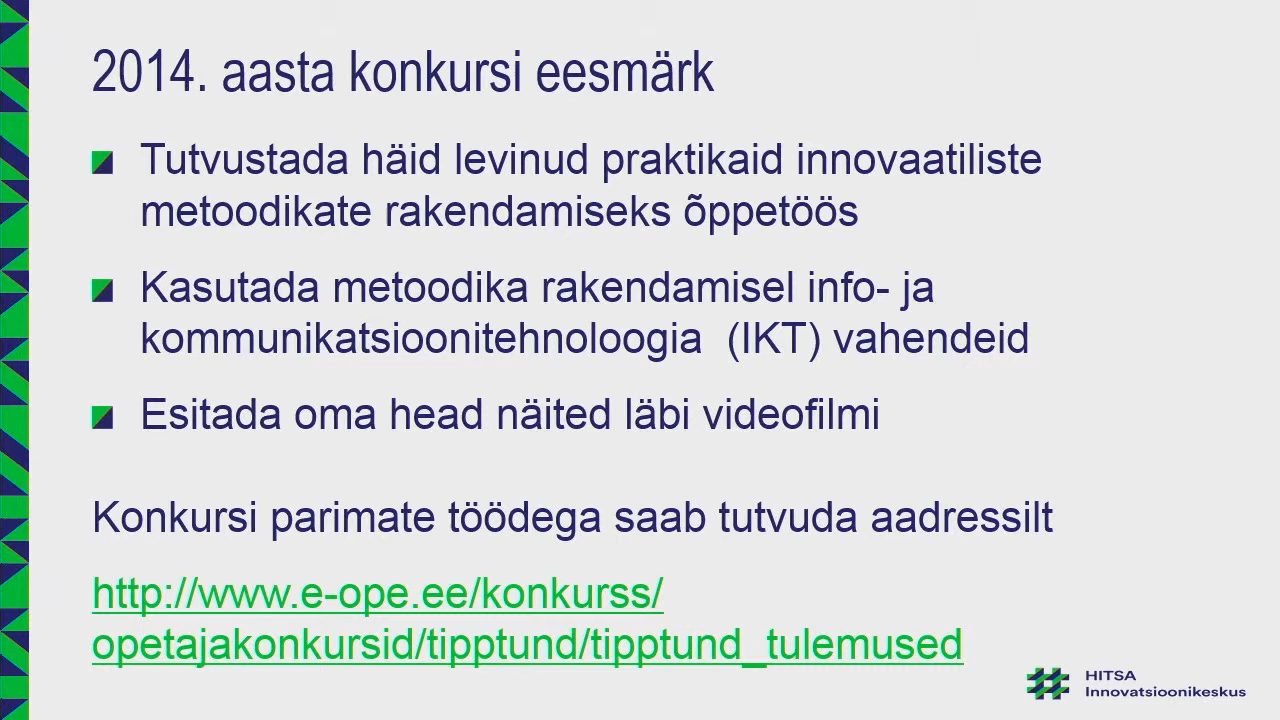 2014. aasta konkursi eesmärk
Tutvustada häid levinud praktikaid innovaatiliste
metoodikate rakendamiseks õppetöös
Kasutada metoodika rakendamisel info- ja
kommunikatsioonitehnoloogia (IKT) vahendeid
Esitada oma head näited läbi videofilmi
Konkursi parimate töödega saab tutvuda aadressilt
http://www.e-ope.ee/konkurss/
opetajakonkursid/tipptund/tipptund_tulemused
HITSA
Innovatsioonikeskus